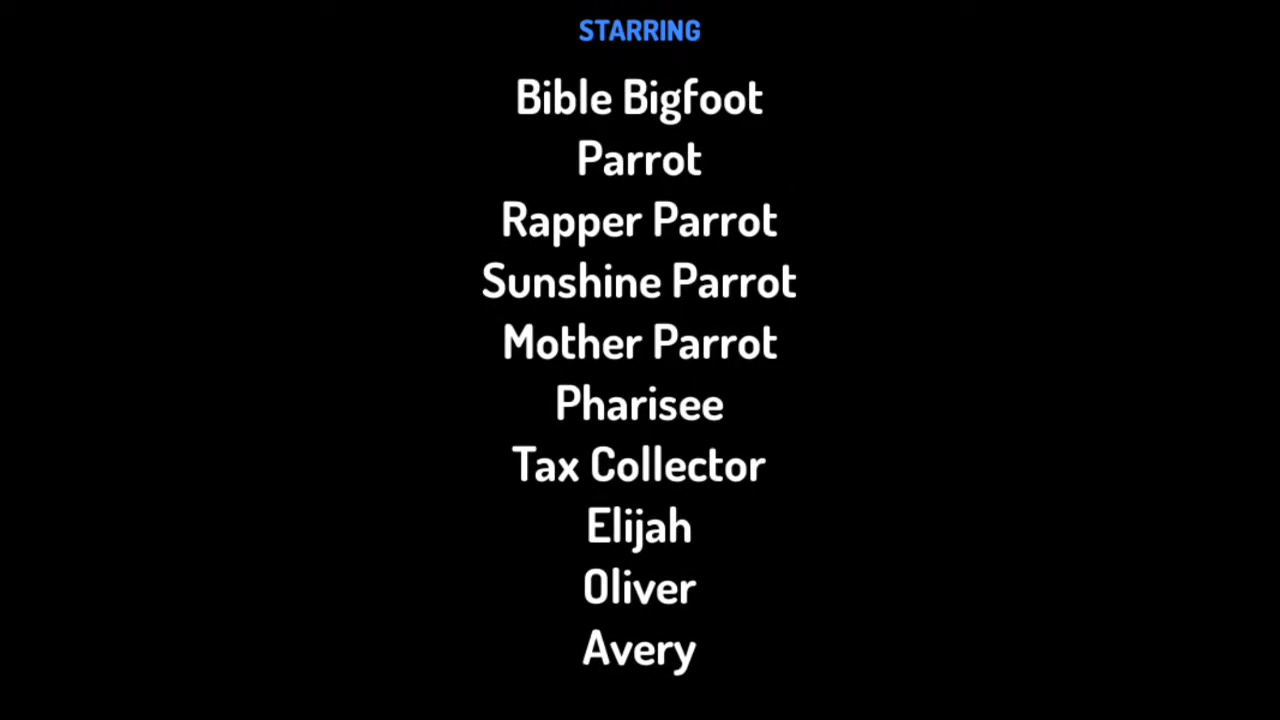 STARRING
Bible Bigfoot
Parrot
Rapper Parrot
Sunshine Parrot
Mother Parrot
Pharisee
Tax Collector
Elijah
Oliver
Avery